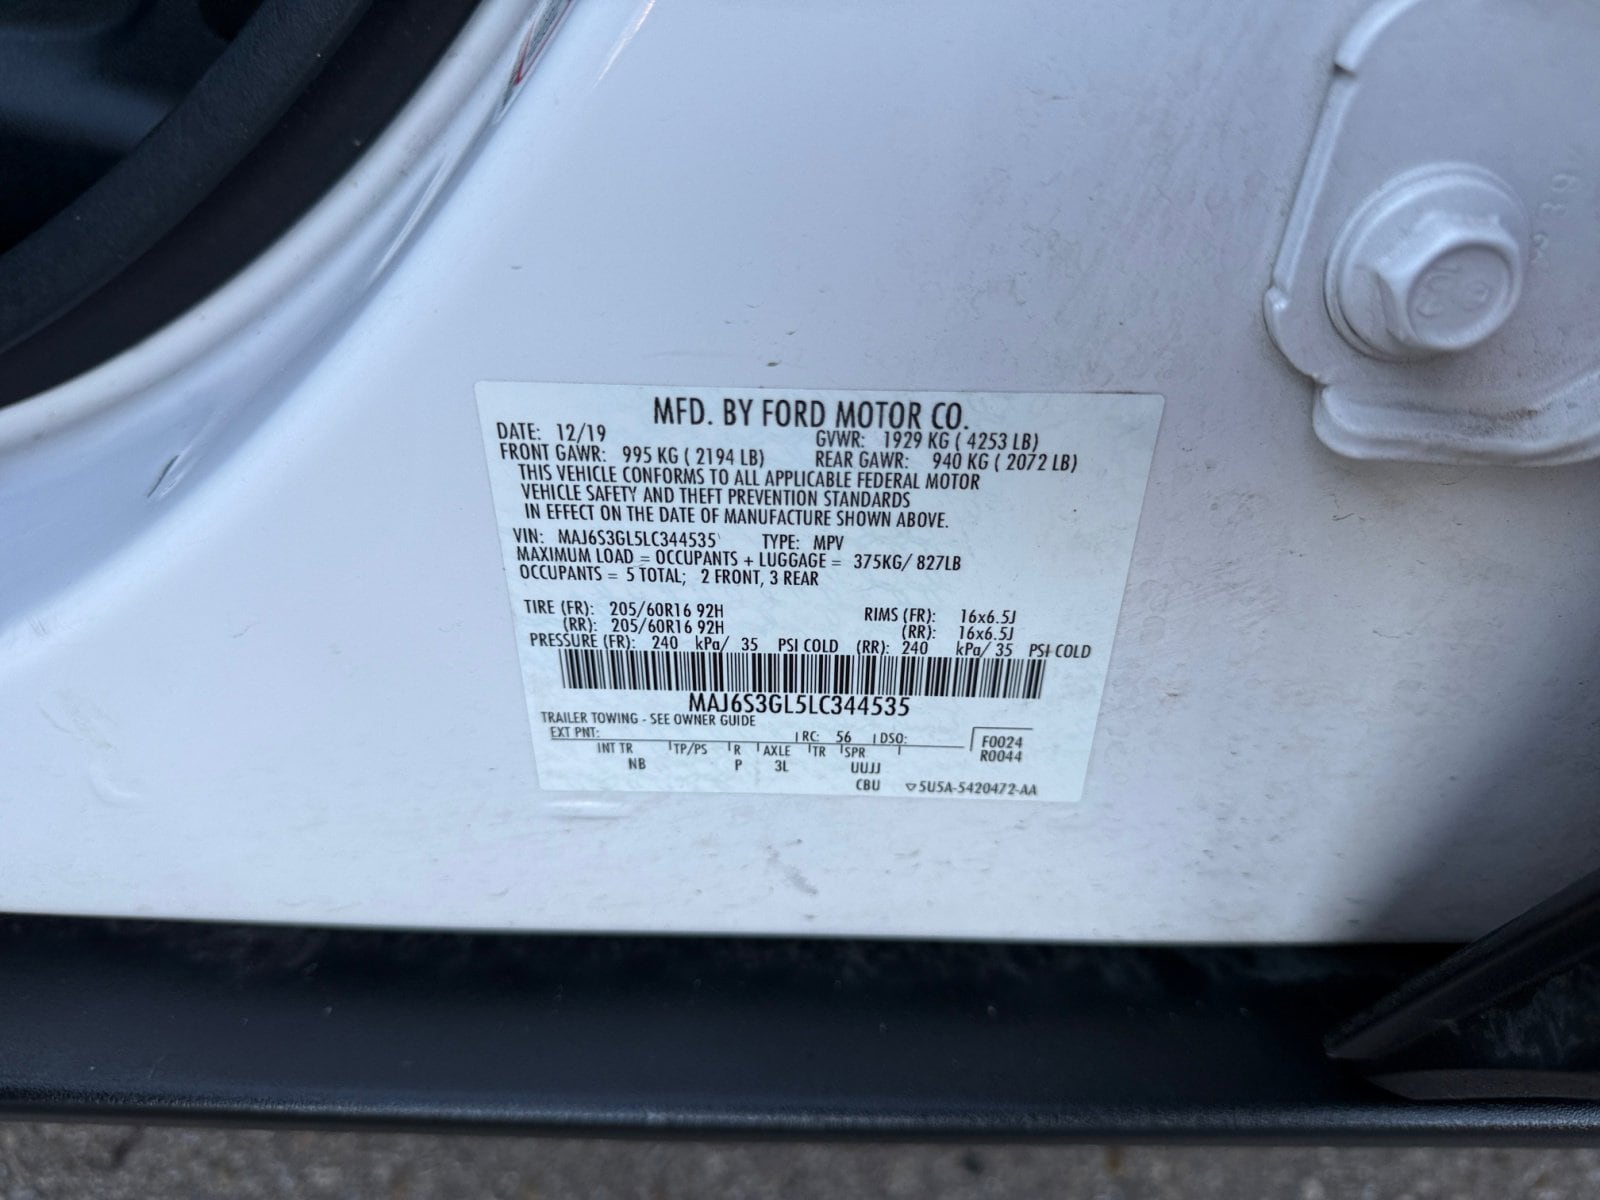 MFD. BY FORD MOTOR CO.
DATE: 12/19 GVWR: 1929 KG ( 4253 LB)
FRONT GAWR: 995 KG ( 2194 LB) REAR GAWR: 940 KG ( 2072 LB)
THIS VEHICLE CONFORMS TO ALL APPLICABLE FEDERAL MOTOR
VEHICLE SAFETY AND THEFT PREVENTION STANDARDS
IN EFFECT ON THE DATE OF MANUFACTURE SHOWN ABOVE.
VIN: MAJ6S3GL5LC344535 TYPE: MPV
MAXIMUM LOAD = OCCUPANTS + LUGGAGE = 375KG/ 827LB
OCCUPANTS = 5 TOTAL; 2 FRONT, 3 REAR
TIRE (FR): 205/60R16 92H RIMS (FR): 16x6.5J
(RR): 205/60R16 92H (RR): 16x6.5J
PRESSURE (FR): 240 kPa/ 35 PSI COLD (RR): 240 kPa/ 35 PSI COLD
MAJ6S3GL5LC344535
TRAILER TOWING - SEE OWNER GUIDE
EXT PNT: RC: 56 DSO: F0024
INT TR TP/PS R AXLE TR SPR R0044
NB P 3L UUJJ
CBU 5U5A-5420472-AA